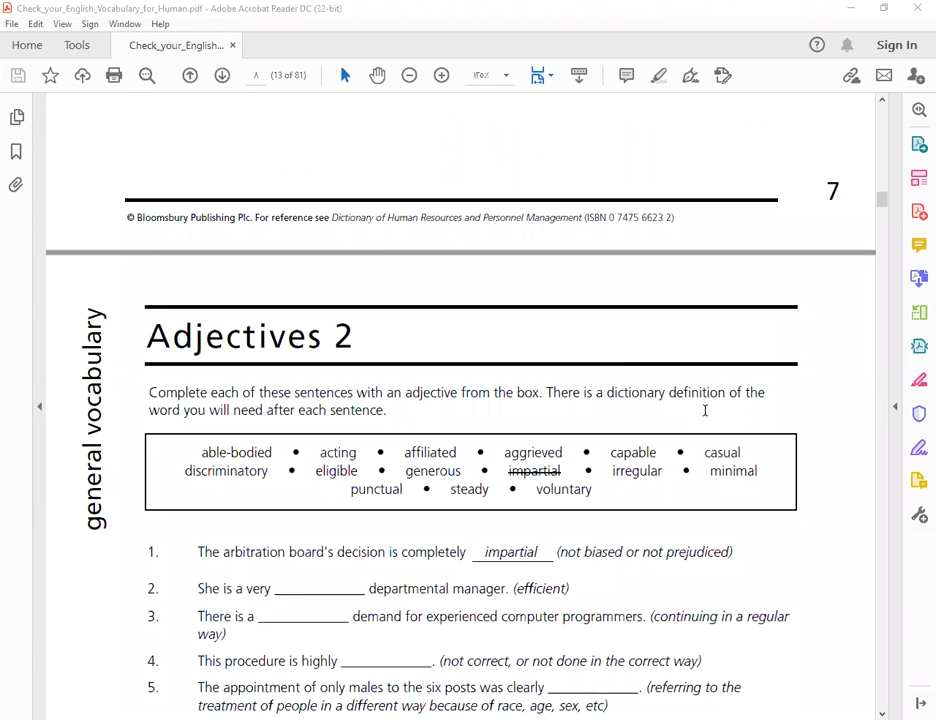 Check_your_English_Vocabulary_for_Human.pdf - Adobe Acrobat Reader DC (32-bit)
File Edit View Sign Window Help
Home Tools Check_your_English... × Sign In
(13 of 81)
7
© Bloomsbury Publishing Plc. For reference see Dictionary of Human Resources and Personnel Management (ISBN 0 7475 6623 2)
general vocabulary
Adjectives 2
Complete each of these sentences with an adjective from the box. There is a dictionary definition of the
word you will need after each sentence.
able-bodied • acting • affiliated • aggrieved • capable • casual
discriminatory • eligible • generous • impartial • irregular • minimal
punctual • steady • voluntary
1. The arbitration board's decision is completely impartial (not biased or not prejudiced)
2. She is a very ____________ departmental manager. (efficient)
3. There is a ____________ demand for experienced computer programmers. (continuing in a regular
way)
4. This procedure is highly ____________. (not correct, or not done in the correct way)
5. The appointment of only males to the six posts was clearly ____________. (referring to the
treatment of people in a different way because of race, age, sex, etc)